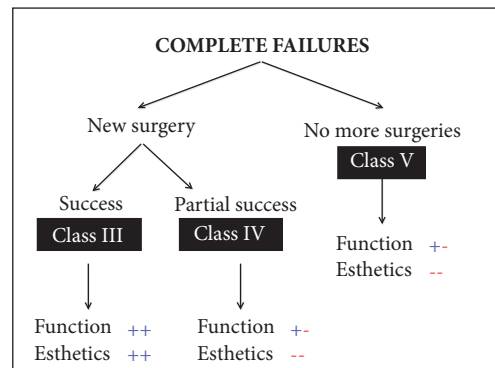 COMPLETE FAILURES
New surgery
No more surgeries
Class V
Success
Partial success
Class III
Class IV
Function +-
Esthetics --
Function ++
Esthetics ++
Function +-
Esthetics --